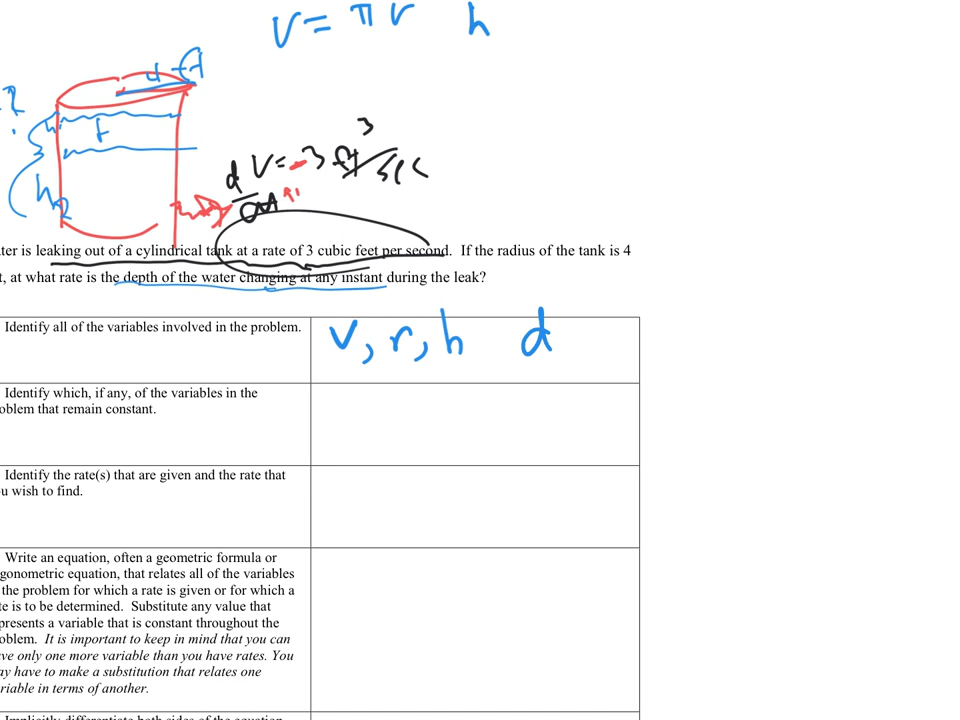 V = π r h
4 ft
?
h
r
h2
dV = -3 ft³/sec
ter is leaking out of a cylindrical tank at a rate of 3 cubic feet per second. If the radius of the tank is 4
t, at what rate is the depth of the water changing at any instant during the leak?
Identify all of the variables involved in the problem.
V, r, h d
Identify which, if any, of the variables in the
oblem that remain constant.
Identify the rate(s) that are given and the rate that
u wish to find.
Write an equation, often a geometric formula or
gonometric equation, that relates all of the variables
the problem for which a rate is given or for which a
te is to be determined. Substitute any value that
presents a variable that is constant throughout the
oblem. It is important to keep in mind that you can
ve only one more variable than you have rates. You
ay have to make a substitution that relates one
riable in terms of another.
Implicitly differentiate both sides of the equation